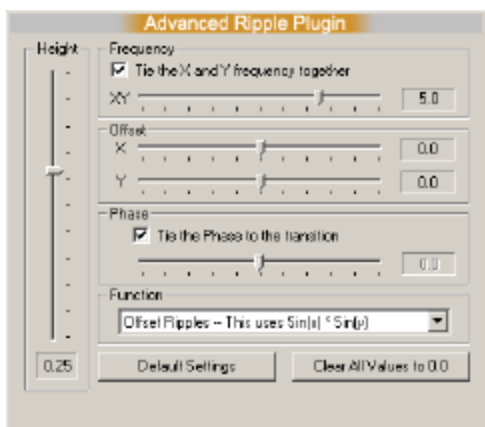 Advanced Ripple Plugin
Height
0.25
Frequency
Tie the X and Y frequency together
XY 5.0
Offset
X 0.0
Y 0.0
Phase
Tie the Phase to the transition
0.0
Function
Offset Ripples -- This uses Sin(x) * Sin(y)
Default Settings
Clear All Values to 0.0